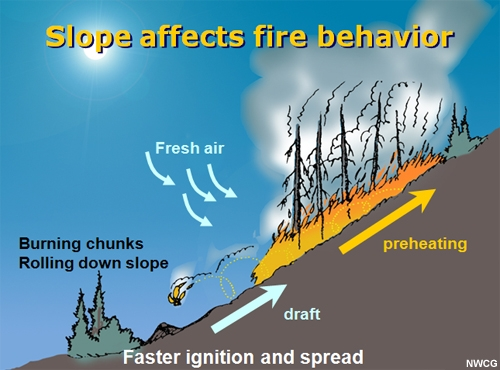 Slope affects fire behavior
Fresh air
Burning chunks
Rolling down slope
preheating
draft
Faster ignition and spread
NWCG